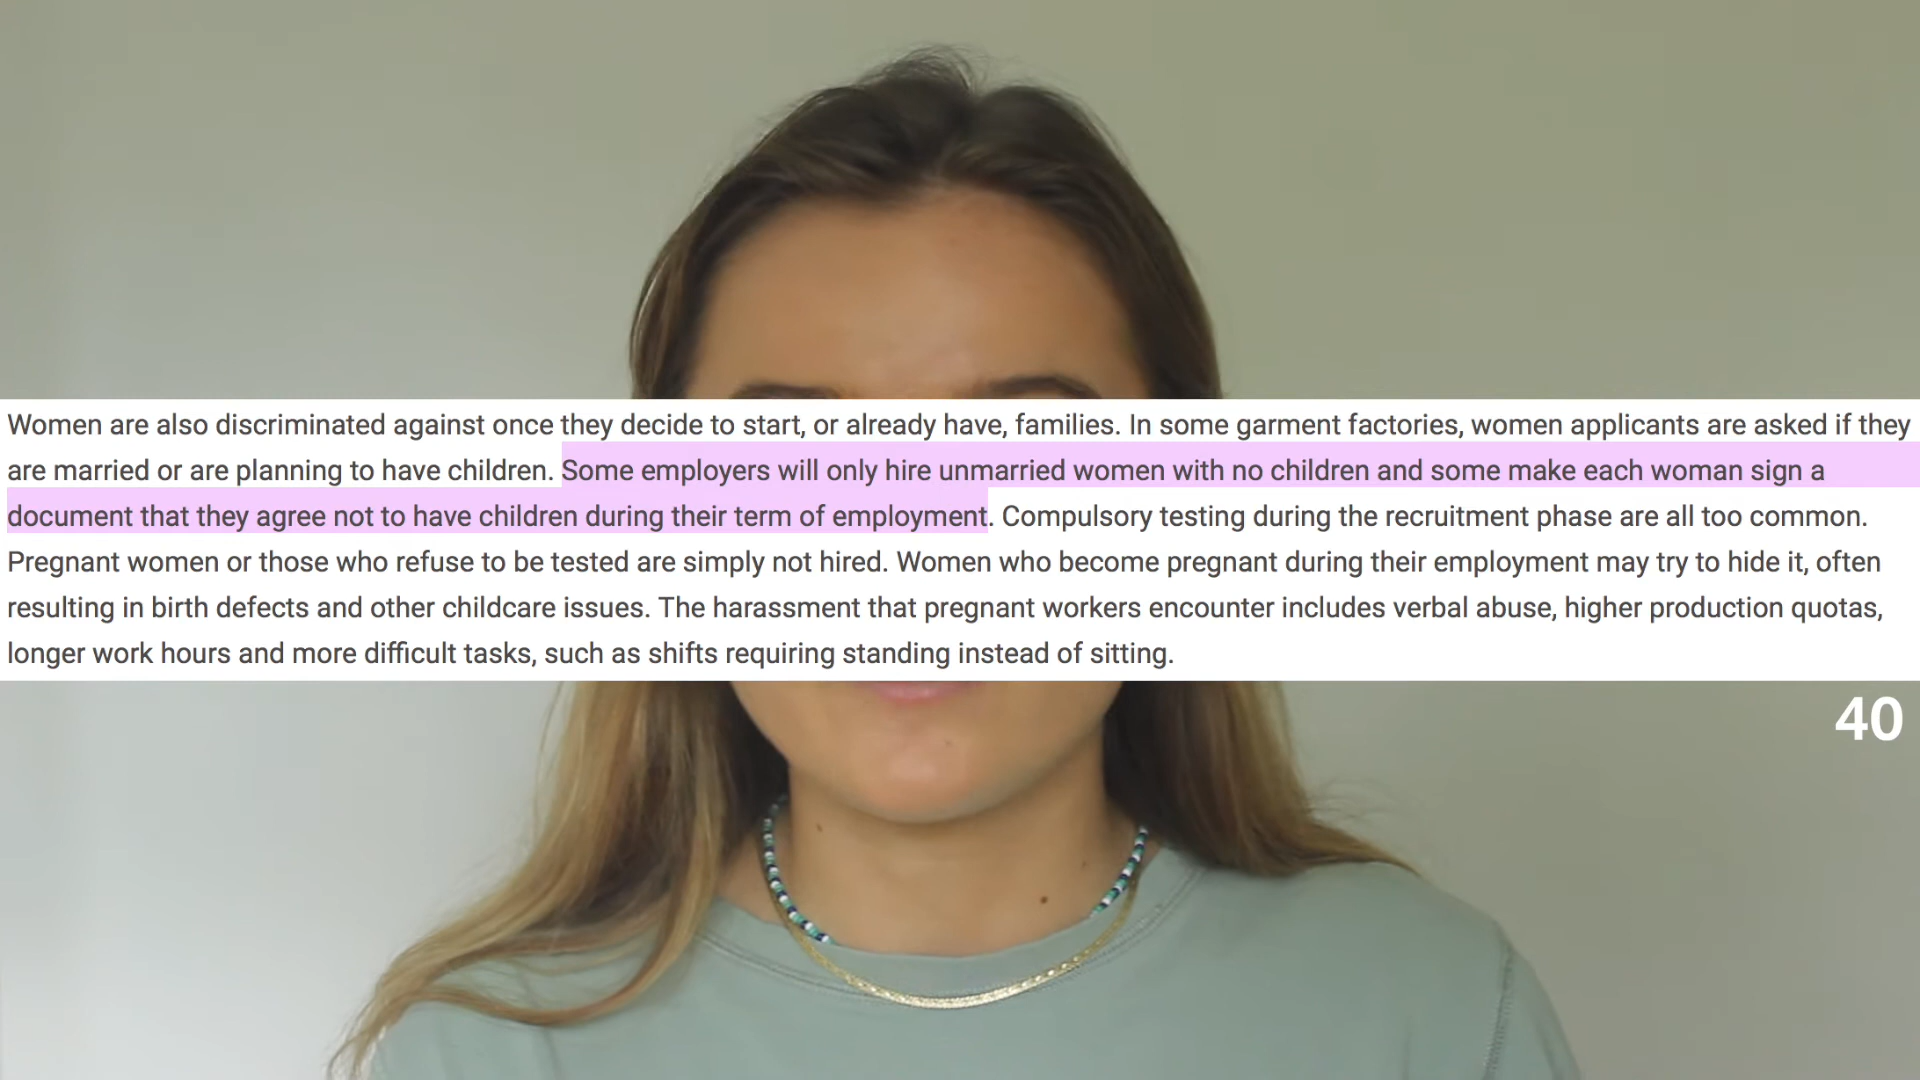 Women are also discriminated against once they decide to start, or already have, families. In some garment factories, women applicants are asked if they
are married or are planning to have children. Some employers will only hire unmarried women with no children and some make each woman sign a
document that they agree not to have children during their term of employment. Compulsory testing during the recruitment phase are all too common.
Pregnant women or those who refuse to be tested are simply not hired. Women who become pregnant during their employment may try to hide it, often
resulting in birth defects and other childcare issues. The harassment that pregnant workers encounter includes verbal abuse, higher production quotas,
longer work hours and more difficult tasks, such as shifts requiring standing instead of sitting.
40